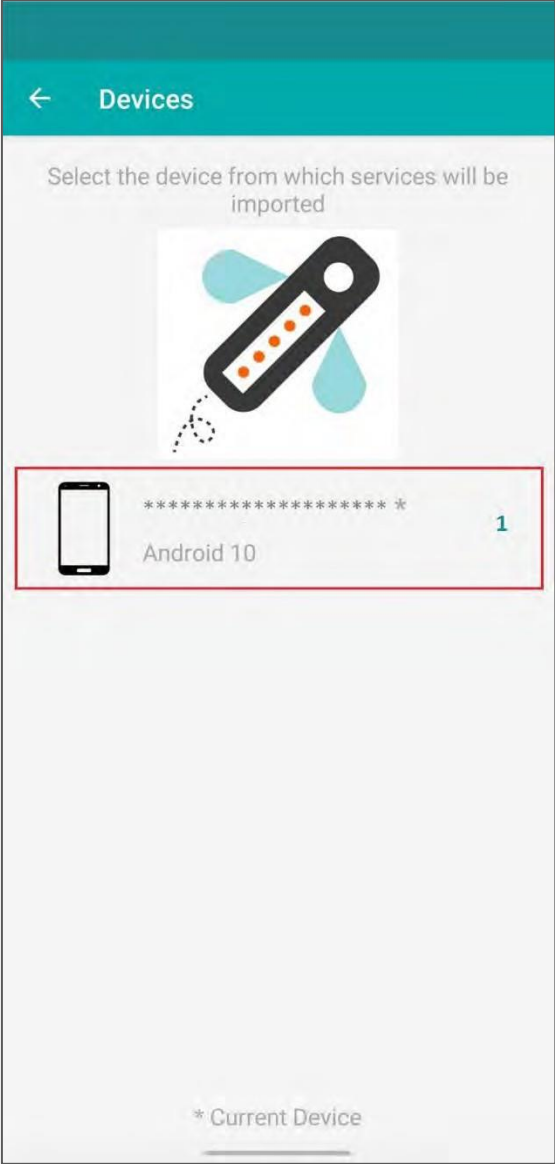 Devices
Select the device from which services will be
imported
******************** *
1
Android 10
* Current Device